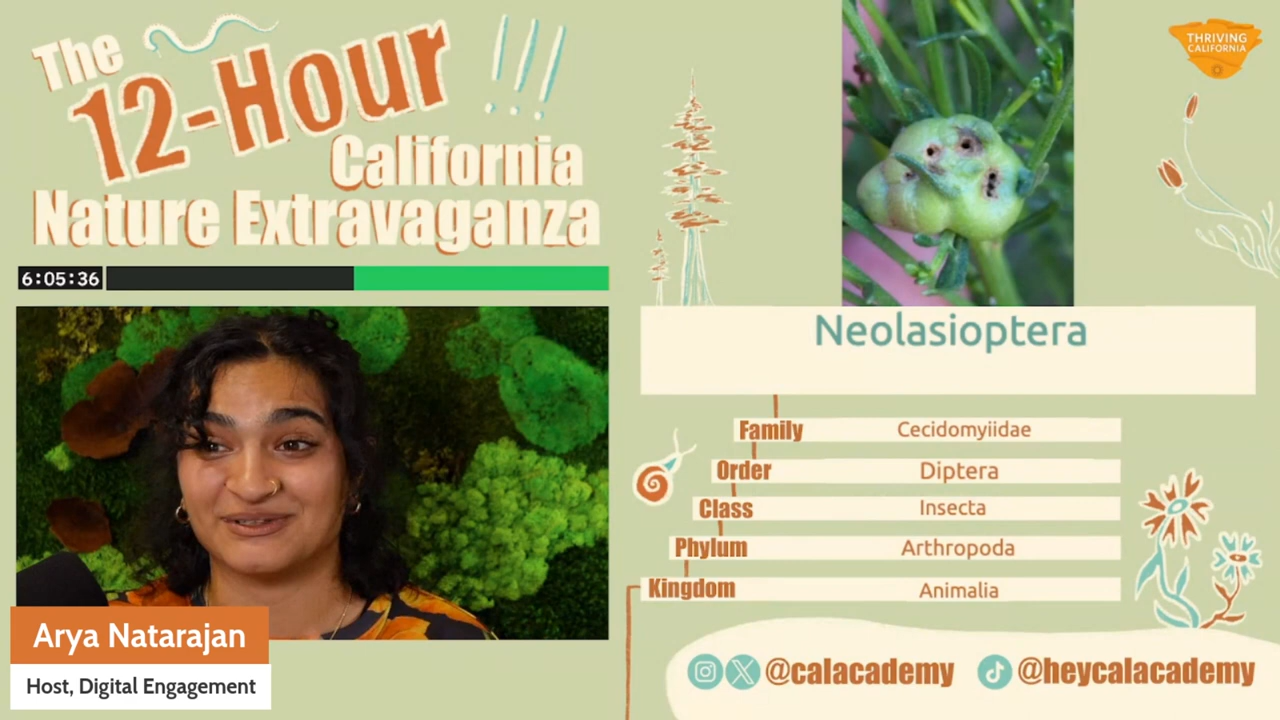 The
12-Hour !!!
California
Nature Extravaganza
6:05:36
Arya Natarajan
Host, Digital Engagement
THRIVING
CALIFORNIA
Neolasioptera
Family Cecidomyiidae
Order Diptera
Class Insecta
Phylum Arthropoda
Kingdom Animalia
@calacademy @heycalacademy